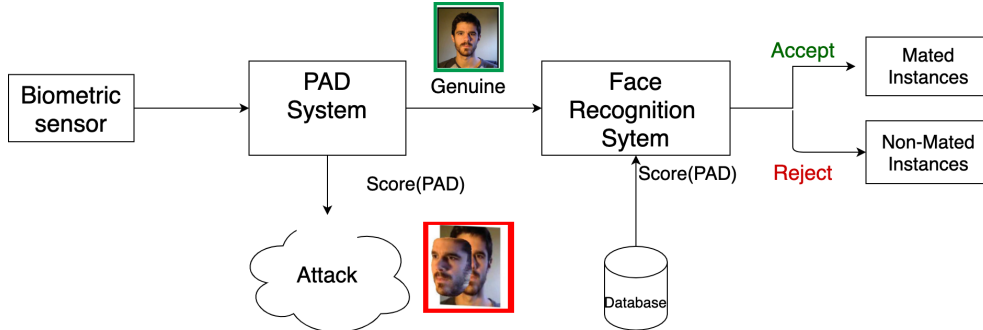 Biometric
sensor
PAD
System
Genuine
Face
Recognition
Sytem
Accept
Mated
Instances
Non-Mated
Instances
Reject
Score(PAD)
Score(PAD)
Attack
Database